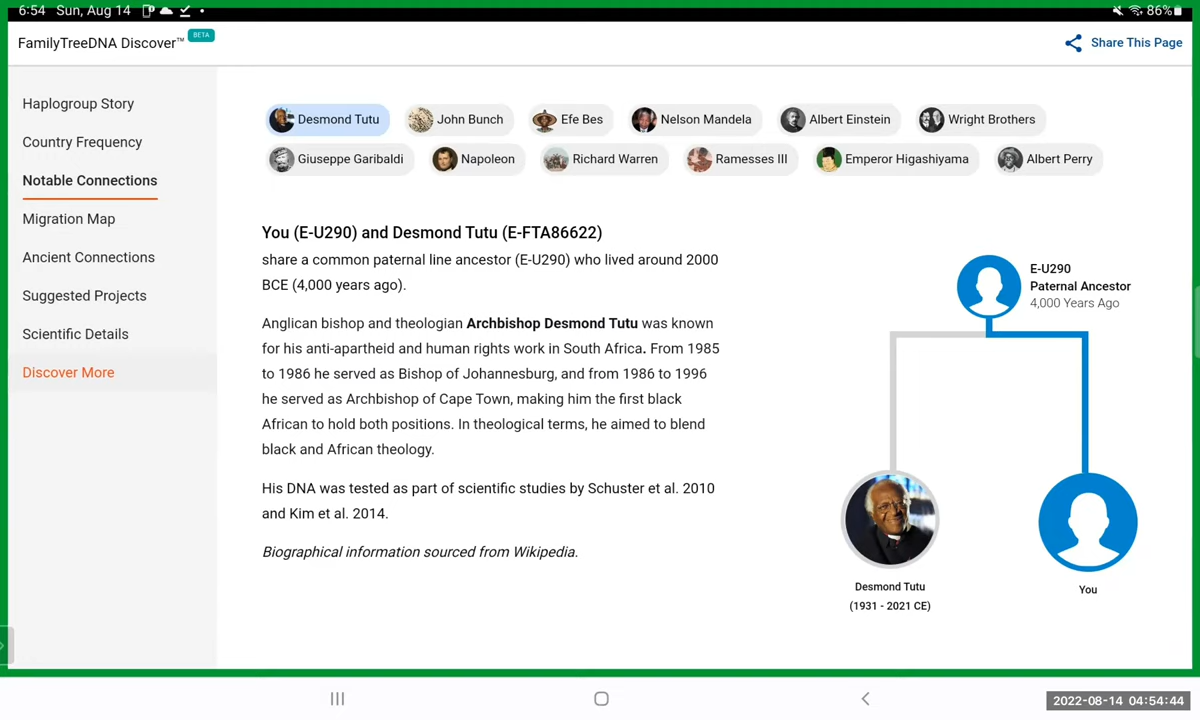 6:54 Sun, Aug 14
86%
FamilyTreeDNA Discover™ BETA
Share This Page
Haplogroup Story
Country Frequency
Notable Connections
Migration Map
Ancient Connections
Suggested Projects
Scientific Details
Discover More
Desmond Tutu John Bunch Efe Bes Nelson Mandela Albert Einstein Wright Brothers
Giuseppe Garibaldi Napoleon Richard Warren Ramesses III Emperor Higashiyama Albert Perry
You (E-U290) and Desmond Tutu (E-FTA86622)
share a common paternal line ancestor (E-U290) who lived around 2000
BCE (4,000 years ago).
Anglican bishop and theologian Archbishop Desmond Tutu was known
for his anti-apartheid and human rights work in South Africa. From 1985
to 1986 he served as Bishop of Johannesburg, and from 1986 to 1996
he served as Archbishop of Cape Town, making him the first black
African to hold both positions. In theological terms, he aimed to blend
black and African theology.
His DNA was tested as part of scientific studies by Schuster et al. 2010
and Kim et al. 2014.
Biographical information sourced from Wikipedia.
E-U290
Paternal Ancestor
4,000 Years Ago
Desmond Tutu
(1931 - 2021 CE)
You
2022-08-14 04:54:44